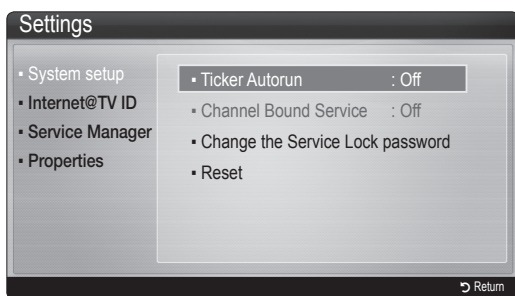 Settings
▪ System setup
▪ Internet@TV ID
▪ Service Manager
▪ Properties
▪ Ticker Autorun : Off
▪ Channel Bound Service : Off
▪ Change the Service Lock password
▪ Reset
Return